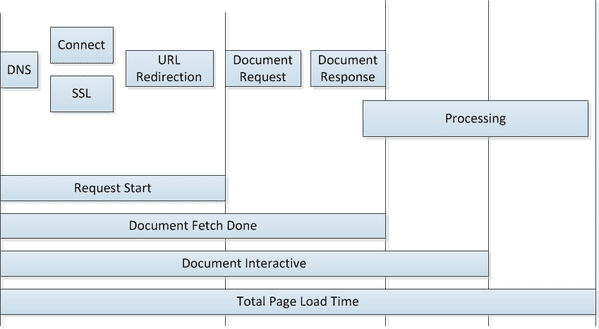 DNS
Connect
SSL
URL
Redirection
Document
Request
Document
Response
Processing
Request Start
Document Fetch Done
Document Interactive
Total Page Load Time